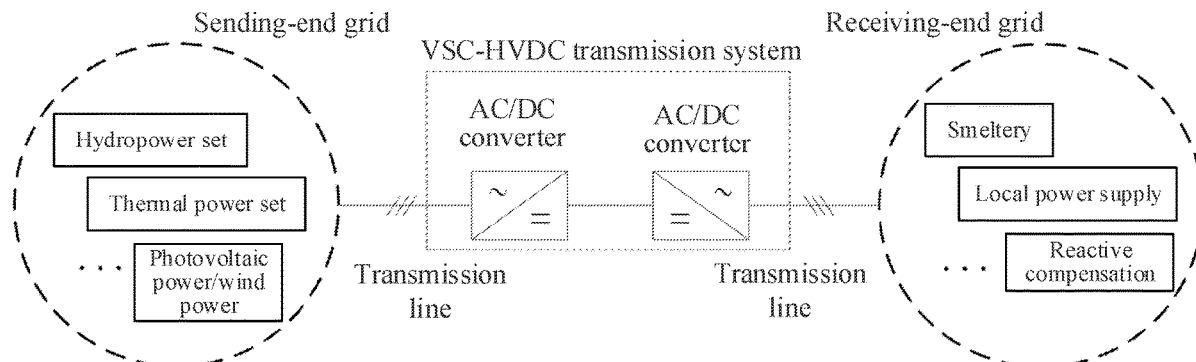 Sending-end grid
Receiving-end grid
VSC-HVDC transmission system
Hydropower set
Thermal power set
. . .
Photovoltaic
power/wind
power
AC/DC
converter
AC/DC
converter
~
=
=
~
Transmission
line
Transmission
line
Smeltery
Local power supply
. . .
Reactive
compensation